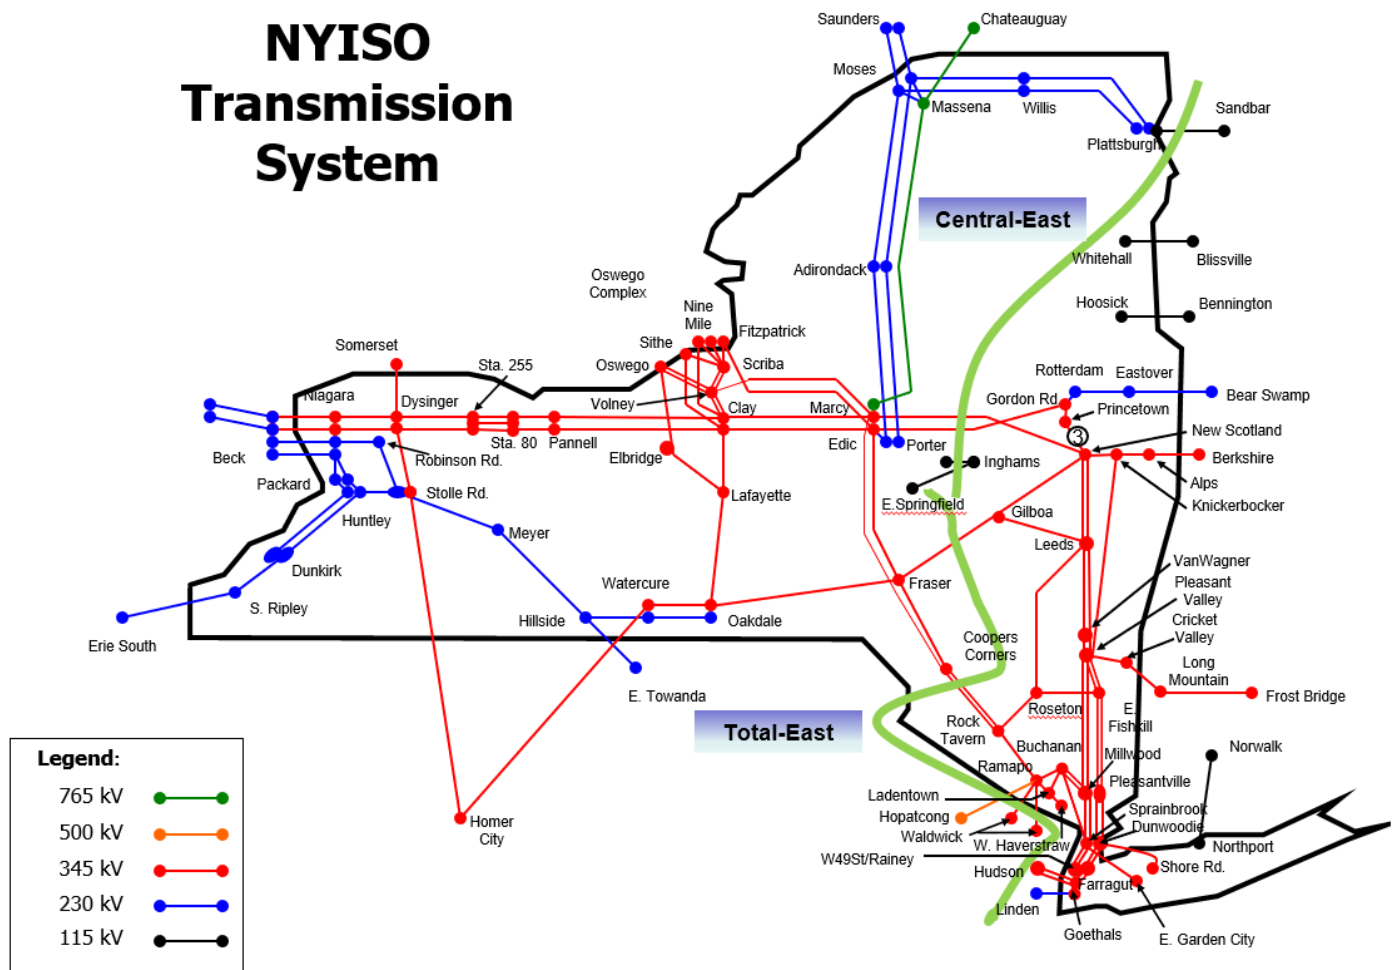 NYISO
Transmission
System
Saunders
Chateauguay
Moses
Massena
Willis
Sandbar
Plattsburgh
Central-East
Whitehall
Blissville
Adirondack
Oswego
Complex
Hoosick
Bennington
Nine
Mile
Fitzpatrick
Sithe
Somerset
Oswego
Scriba
Sta. 255
Rotterdam
Eastover
Bear Swamp
Niagara
Dysinger
Volney
Clay
Marcy
Gordon Rd
Princetown
3
New Scotland
Sta. 80
Pannell
Edic
Porter
Beck
Robinson Rd.
Elbridge
Inghams
Berkshire
Packard
Stolle Rd.
Lafayette
E.Springfield
Alps
Knickerbocker
Huntley
Meyer
Gilboa
Leeds
Dunkirk
Watercure
Fraser
VanWagner
Pleasant
Valley
S. Ripley
Hillside
Oakdale
Cricket
Valley
Erie South
Coopers
Corners
Long
Mountain
E. Towanda
Roseton
E.
Fishkill
Frost Bridge
Total-East
Rock
Tavern
Buchanan
Millwood
Norwalk
Ramapo
Ladentown
Pleasantville
Hopatcong
Sprainbrook
Waldwick
W. Haverstraw
Dunwoodie
Northport
Homer
City
W49St/Rainey
Hudson
Farragut
Shore Rd.
Linden
Goethals
E. Garden City
Legend:
765 kV
500 kV
345 kV
230 kV
115 kV